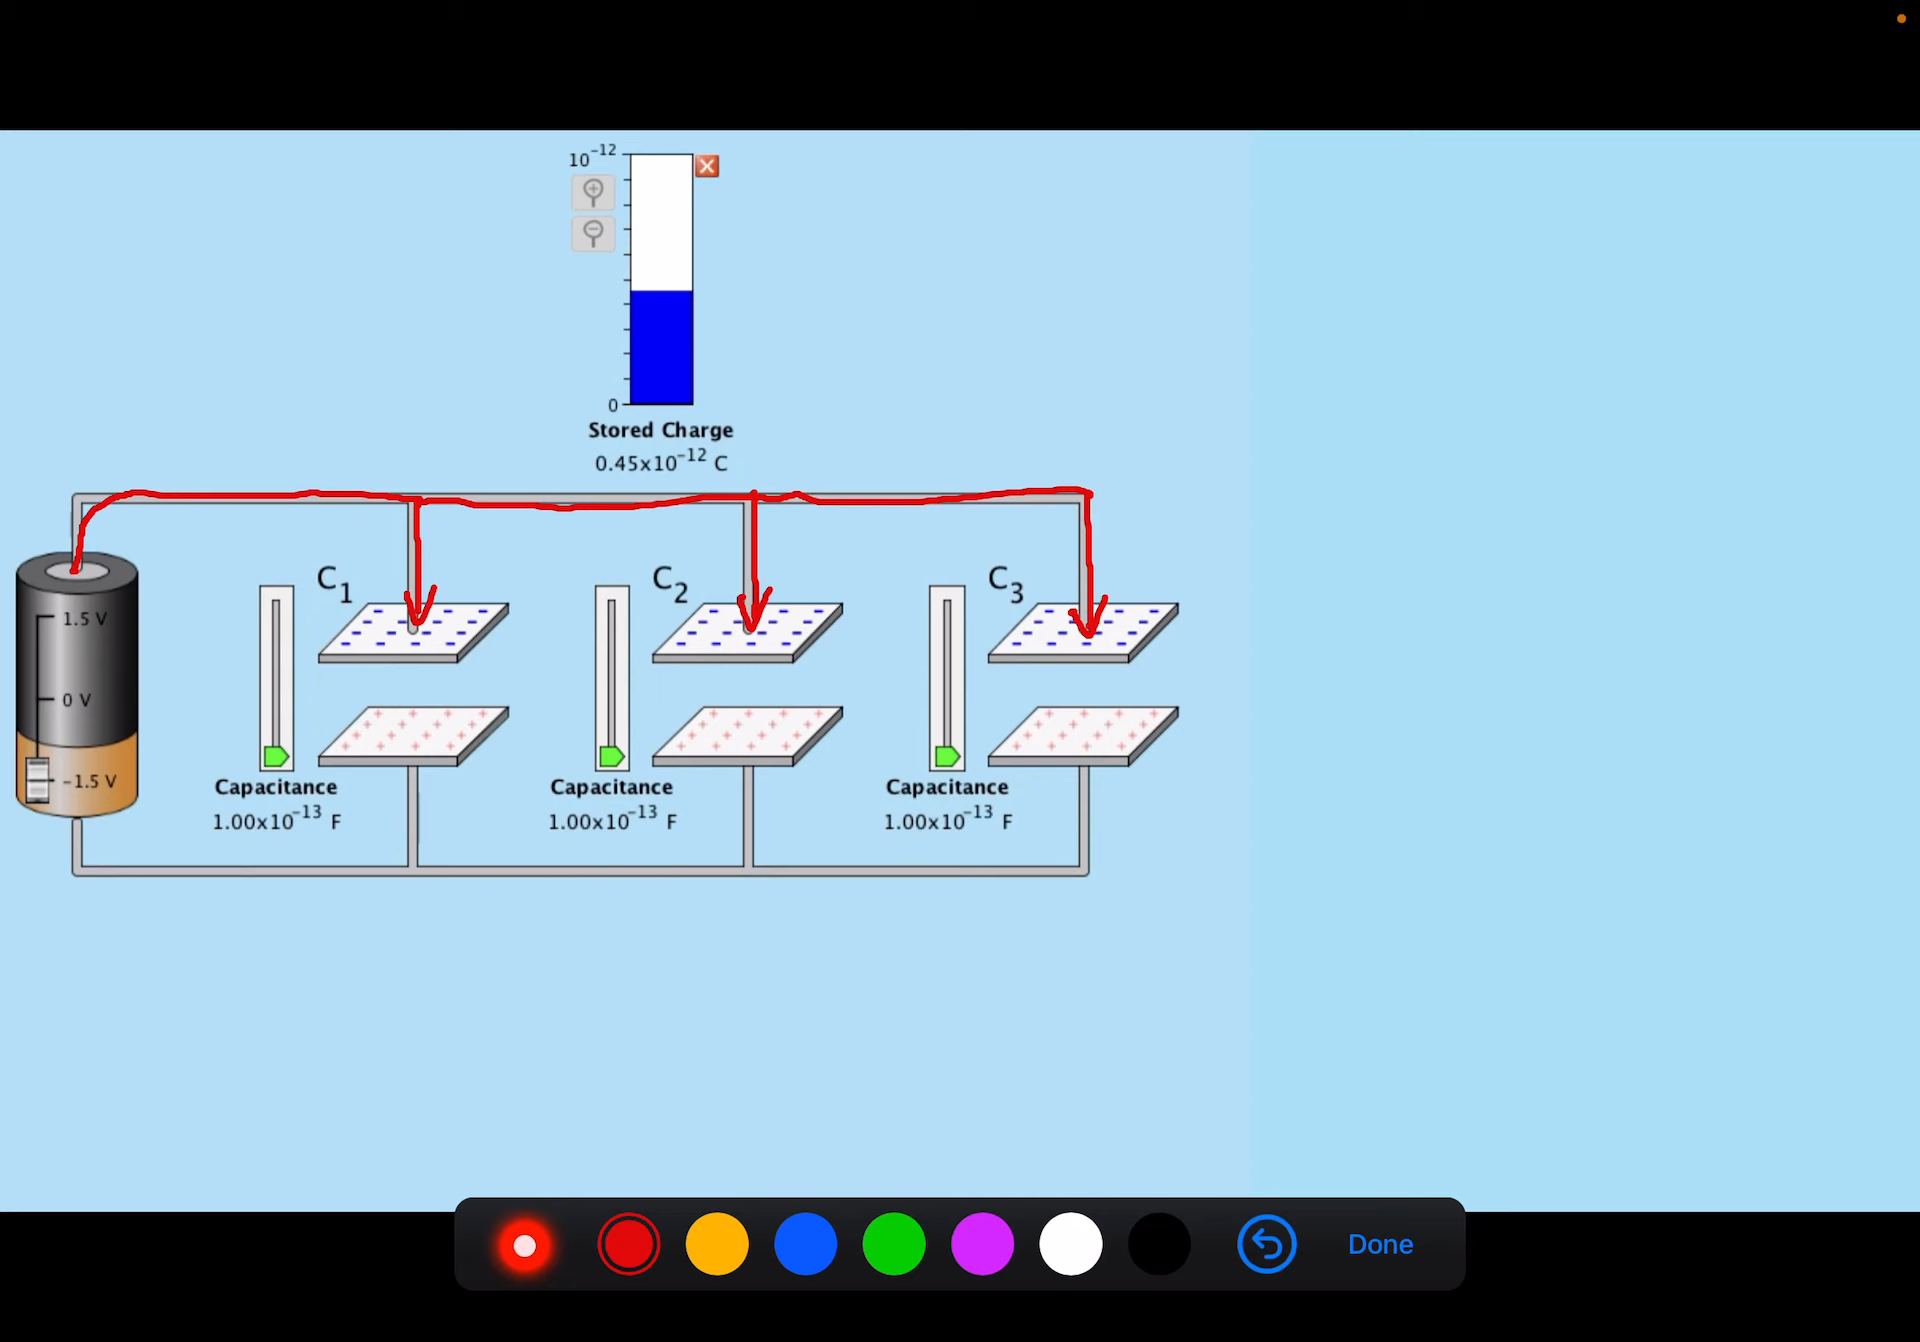 10⁻¹²
0
Stored Charge
0.45x10⁻¹² C
1.5 V
0 V
-1.5 V
C₁
Capacitance
1.00x10⁻¹³ F
C₂
Capacitance
1.00x10⁻¹³ F
C₃
Capacitance
1.00x10⁻¹³ F
Done